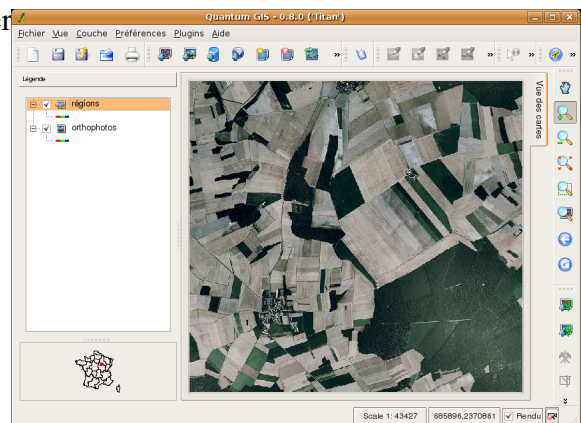 er
Quantum GIS - 0.8.0 ('Titan')
Fichier Vue Couche Préférences Plugins Aide
» » »
Légende
régions
orthophotos
Vue des cartes
Scale 1: 43427 685896,2370861 Rendu